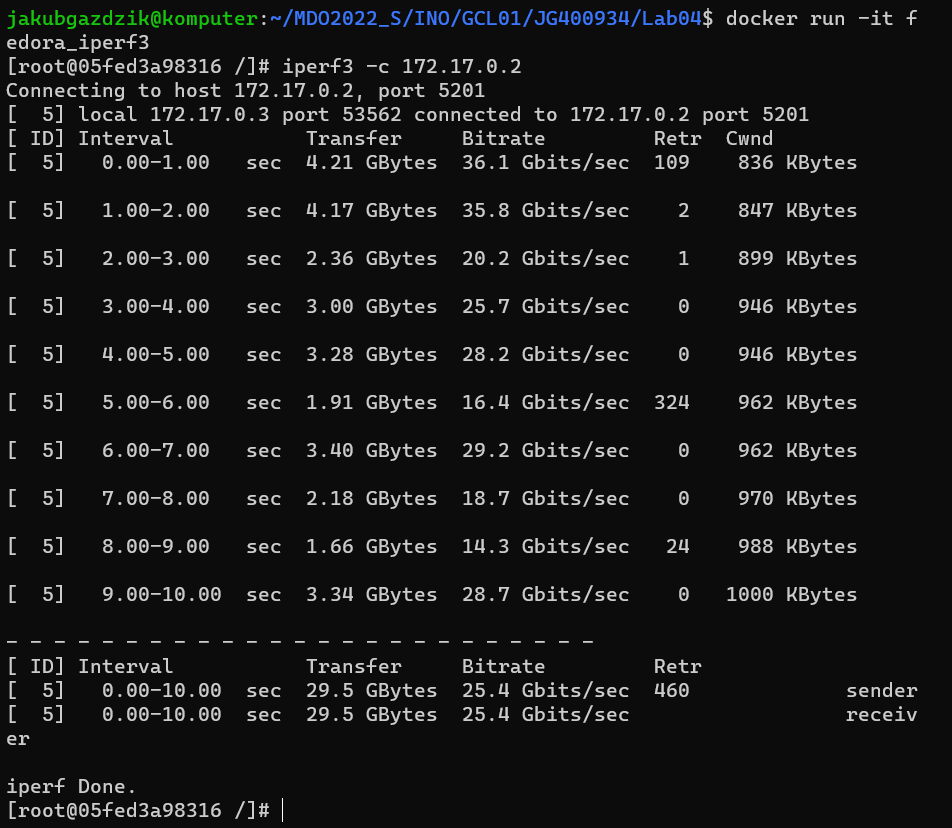 jakubgazdzik@komputer:~/MDO2022_S/INO/GCL01/JG400934/Lab04$ docker run -it f
edora_iperf3
[root@05fed3a98316 /]# iperf3 -c 172.17.0.2
Connecting to host 172.17.0.2, port 5201
[  5] local 172.17.0.3 port 53562 connected to 172.17.0.2 port 5201
[ ID] Interval           Transfer     Bitrate         Retr  Cwnd
[  5]   0.00-1.00   sec  4.21 GBytes  36.1 Gbits/sec  109    836 KBytes
[  5]   1.00-2.00   sec  4.17 GBytes  35.8 Gbits/sec    2    847 KBytes
[  5]   2.00-3.00   sec  2.36 GBytes  20.2 Gbits/sec    1    899 KBytes
[  5]   3.00-4.00   sec  3.00 GBytes  25.7 Gbits/sec    0    946 KBytes
[  5]   4.00-5.00   sec  3.28 GBytes  28.2 Gbits/sec    0    946 KBytes
[  5]   5.00-6.00   sec  1.91 GBytes  16.4 Gbits/sec  324    962 KBytes
[  5]   6.00-7.00   sec  3.40 GBytes  29.2 Gbits/sec    0    962 KBytes
[  5]   7.00-8.00   sec  2.18 GBytes  18.7 Gbits/sec    0    970 KBytes
[  5]   8.00-9.00   sec  1.66 GBytes  14.3 Gbits/sec   24    988 KBytes
[  5]   9.00-10.00  sec  3.34 GBytes  28.7 Gbits/sec    0   1000 KBytes
- - - - - - - - - - - - - - - - - - - - - - - - -
[ ID] Interval           Transfer     Bitrate         Retr
[  5]   0.00-10.00  sec  29.5 GBytes  25.4 Gbits/sec  460             sender
[  5]   0.00-10.00  sec  29.5 GBytes  25.4 Gbits/sec                  receiv
er
iperf Done.
[root@05fed3a98316 /]#